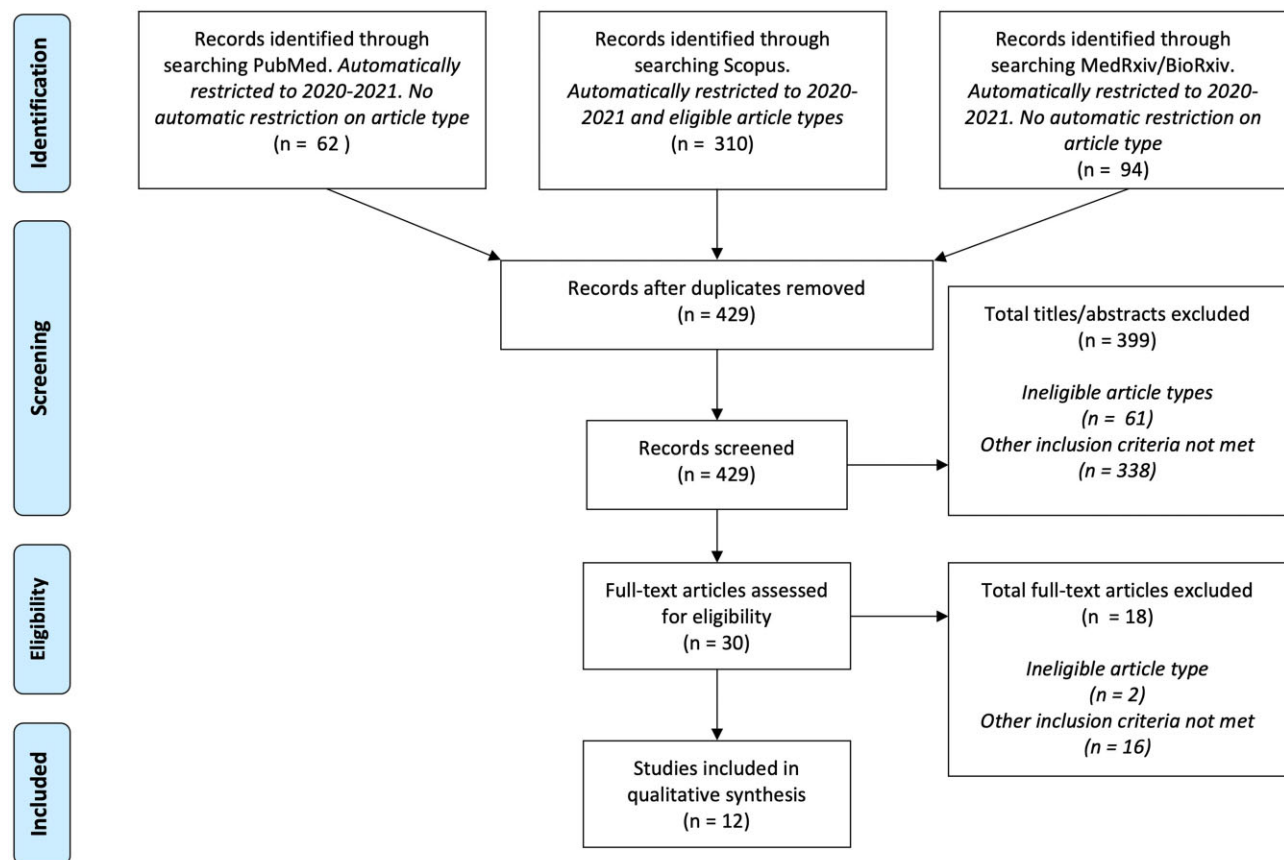 Identification
Records identified through
searching PubMed. Automatically
restricted to 2020-2021. No
automatic restriction on article type
(n =  62 )
Records identified through
searching Scopus.
Automatically restricted to 2020-
2021 and eligible article types
(n =  310)
Records identified through
searching MedRxiv/BioRxiv.
Automatically restricted to 2020-
2021. No automatic restriction on
article type
(n =  94)
Screening
Records after duplicates removed
(n = 429)
Records screened
(n = 429)
Total titles/abstracts excluded
(n = 399)
Ineligible article types
(n =  61)
Other inclusion criteria not met
(n = 338)
Eligibility
Full-text articles assessed
for eligibility
(n = 30)
Total full-text articles excluded
(n  = 18)
Ineligible article type
(n = 2)
Other inclusion criteria not met
(n = 16)
Included
Studies included in
qualitative synthesis
(n = 12)